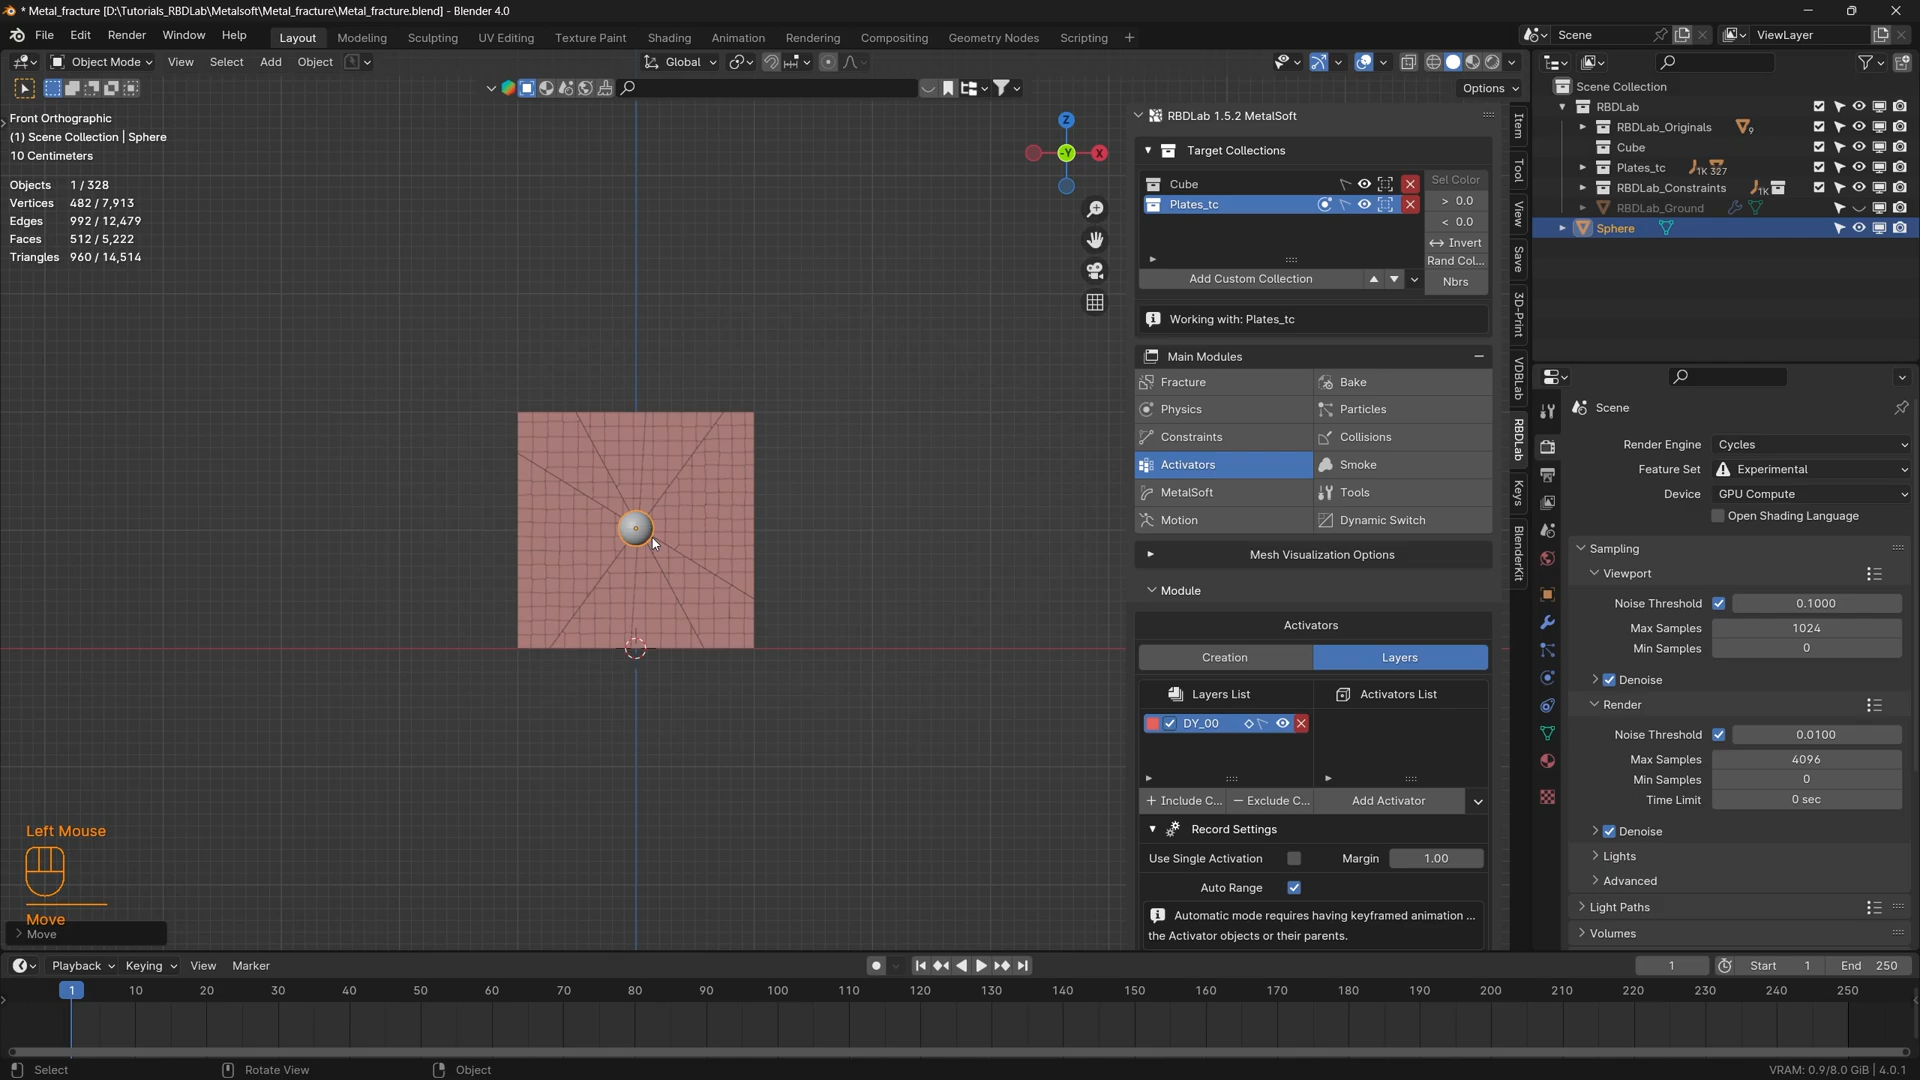 * Metal_fracture [D:\Tutorials_RBDLab\Metalsoft\Metal_fracture\Metal_fracture.blend] - Blender 4.0
File Edit Render Window Help Layout Modeling Sculpting UV Editing Texture Paint Shading Animation Rendering Compositing Geometry Nodes Scripting + Scene ViewLayer
Object Mode View Select Add Object Global
Options
Front Orthographic
(1) Scene Collection | Sphere
10 Centimeters
Objects 1 / 328
Vertices 482 / 7,913
Edges 992 / 12,479
Faces 512 / 5,222
Triangles 960 / 14,514
Z
-Y
X
RBDLab 1.5.2 MetalSoft
Target Collections
Cube
Plates_tc
Sel Color
> 0.0
< 0.0
Invert
Rand Col...
Nbrs
Add Custom Collection
Working with: Plates_tc
Main Modules
Fracture Bake
Physics Particles
Constraints Collisions
Activators Smoke
MetalSoft Tools
Motion Dynamic Switch
Mesh Visualization Options
Module
Activators
Creation Layers
Layers List Activators List
DY_00
Include C... Exclude C... Add Activator
Record Settings
Use Single Activation Margin 1.00
Auto Range
Automatic mode requires having keyframed animation ...
the Activator objects or their parents.
Item
Tool
View
Save
3D-Print
VDBLab
RBDLab
Keys
BlenderKit
Scene Collection
RBDLab
RBDLab_Originals 9
Cube
Plates_tc 1K 327
RBDLab_Constraints 1K
RBDLab_Ground
Sphere
Scene
Render Engine Cycles
Feature Set Experimental
Device GPU Compute
Open Shading Language
Sampling
Viewport
Noise Threshold 0.1000
Max Samples 1024
Min Samples 0
Denoise
Render
Noise Threshold 0.0100
Max Samples 4096
Min Samples 0
Time Limit 0 sec
Denoise
Lights
Advanced
Light Paths
Volumes
Left Mouse
Move
Move
Playback Keying View Marker 1 Start 1 End 250
1 10 20 30 40 50 60 70 80 90 100 110 120 130 140 150 160 170 180 190 200 210 220 230 240 250
Select Rotate View Object VRAM: 0.9/8.0 GiB | 4.0.1